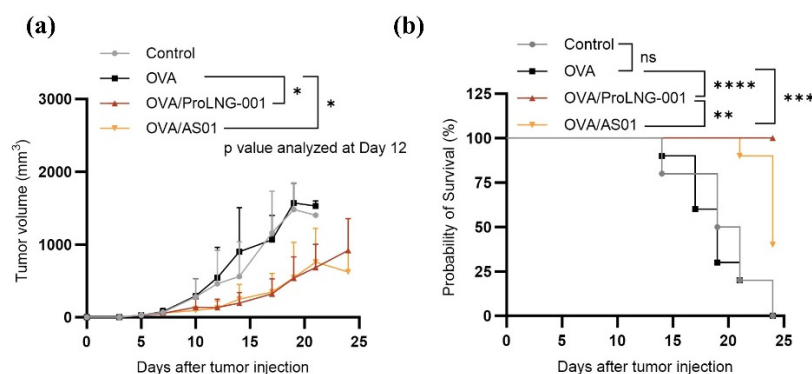 (a)
Control
OVA
OVA/ProLNG-001
OVA/AS01
*
*
p value analyzed at Day 12
Tumor volume (mm³)
3000
2000
1000
0
0
5
10
15
20
25
Days after tumor injection
(b)
Control
OVA
OVA/ProLNG-001
OVA/AS01
ns
****
**
***
Probability of Survival (%)
100
75
50
25
0
0
5
10
15
20
25
Days after tumor injection